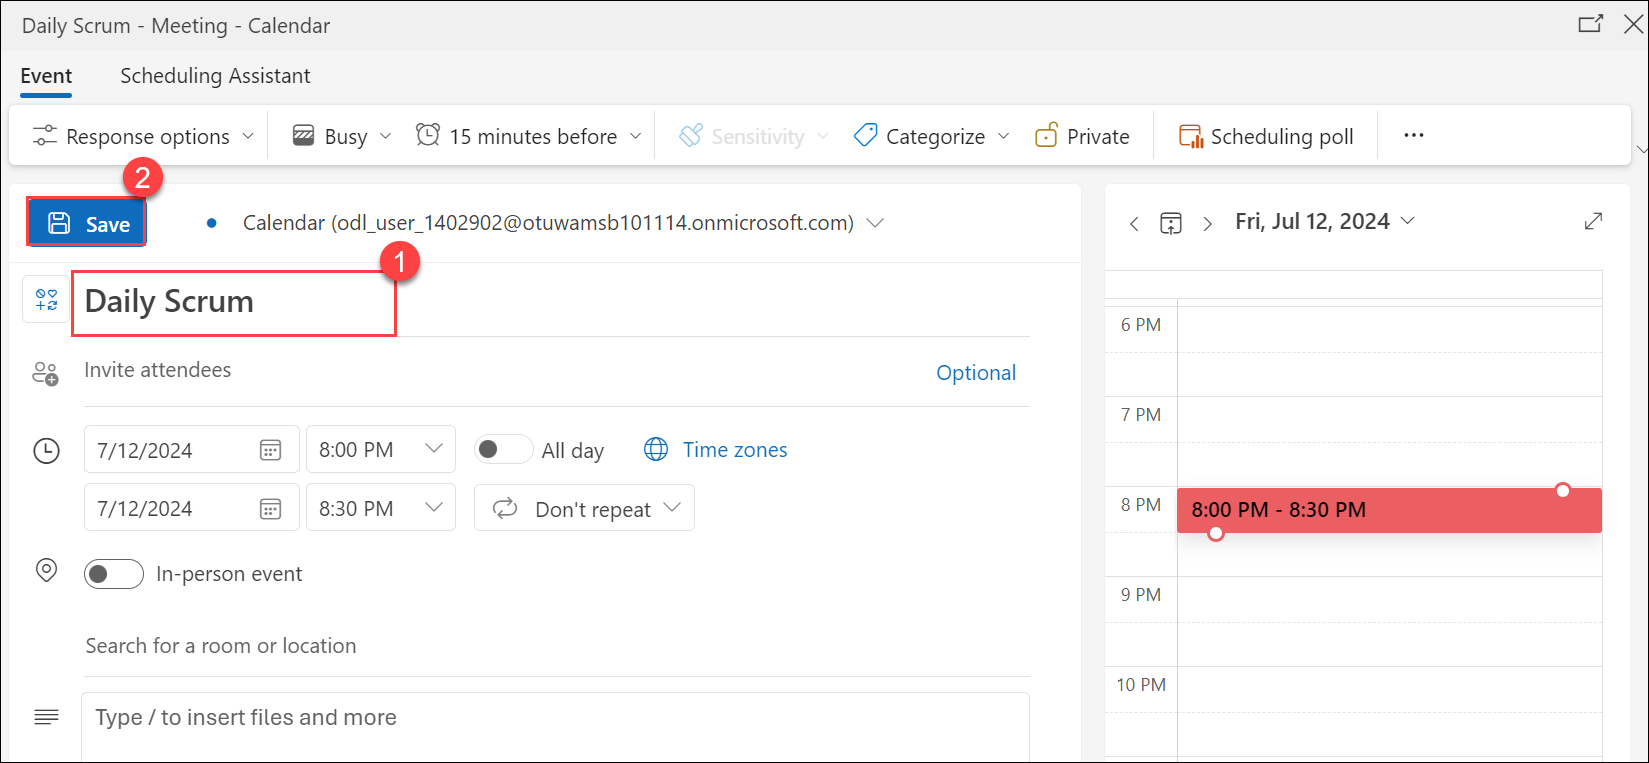 Daily Scrum - Meeting - Calendar
Event Scheduling Assistant
Response options Busy 15 minutes before Sensitivity Categorize Private Scheduling poll ...
2
Save Calendar (odl_user_1402902@otuwamsb101114.onmicrosoft.com)
1
Daily Scrum
Invite attendees Optional
7/12/2024 8:00 PM All day Time zones
7/12/2024 8:30 PM Don't repeat
In-person event
Search for a room or location
Type / to insert files and more
Fri, Jul 12, 2024
6 PM
7 PM
8 PM 8:00 PM - 8:30 PM
9 PM
10 PM